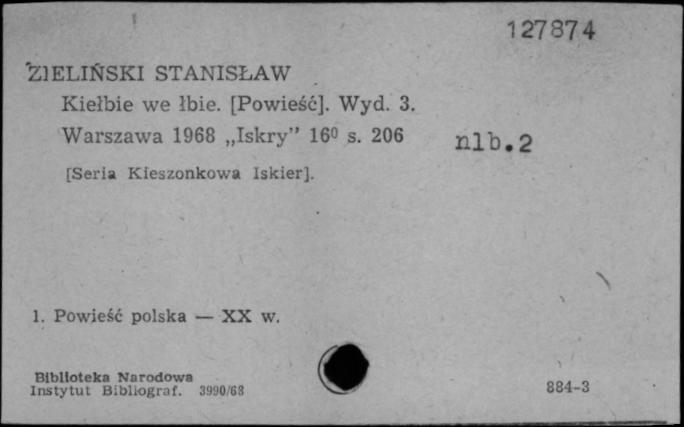 127874
ZIELIŃSKI STANISŁAW
Kiełbie we łbie. [Powieść]. Wyd. 3.
Warszawa 1968 „Iskry” 16⁰ s. 206 nlb.2
[Seria Kieszonkowa Iskier].
1. Powieść polska — XX w.
Biblioteka Narodowa
Instytut Bibliograf. 3990/68
884-3